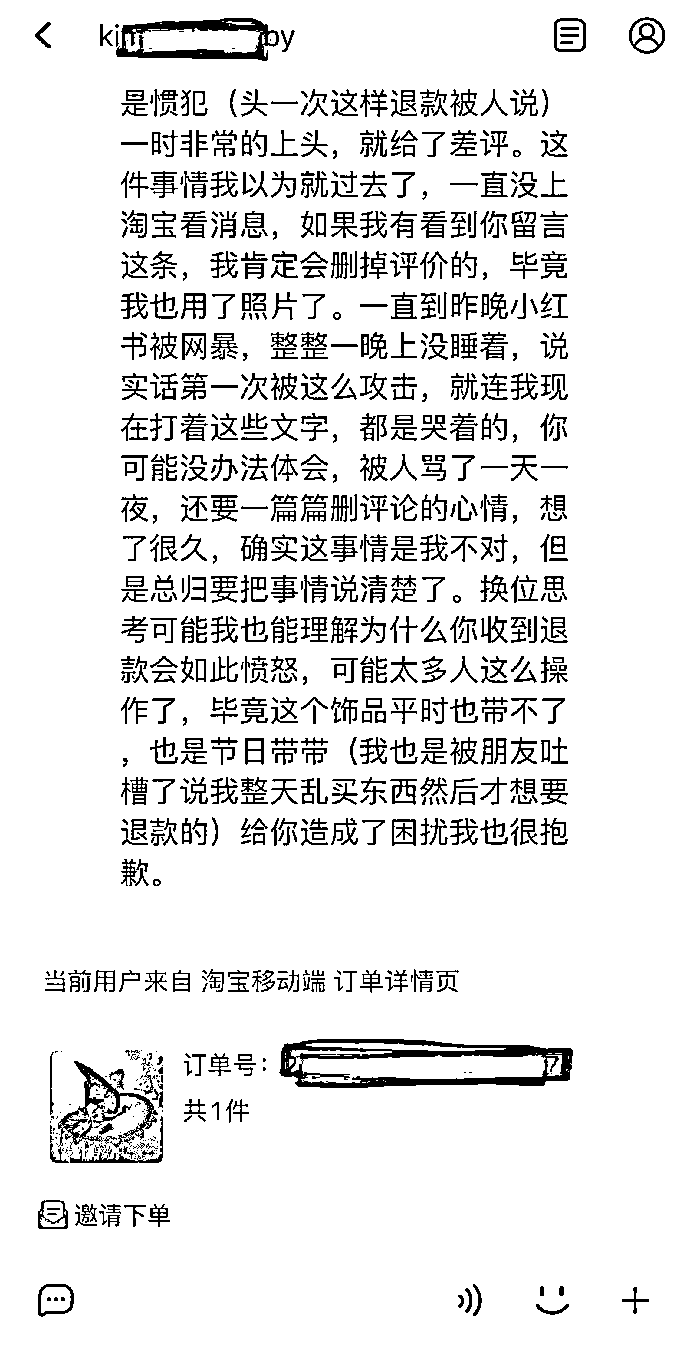 是惯犯（头一次这样退款被人说）
一时非常的上头，就给了差评。这
件事情我以为就过去了，一直没上
淘宝看消息，如果我有看到你留言
这条，我肯定会删掉评价的，毕竟
我也用了照片了。一直到昨晚小红
书被网暴，整整一晚上没睡着，说
实话第一次被这么攻击，就连我现
在打着这些文字，都是哭着的，你
可能没办法体会，被人骂了一天一
夜，还要一篇篇删评论的心情，想
了很久，确实这事情是我不对，但
是总归要把事情说清楚了。换位思
考可能我也能理解为什么你收到退
款会如此愤怒，可能太多人这么操
作了，毕竟这个饰品平时也带不了
，也是节日带带（我也是被朋友吐
槽了说我整天乱买东西然后才想要
退款的）给你造成了困扰我也很抱
歉。
当前用户来自 淘宝移动端 订单详情页
订单号：
共1件
邀请下单